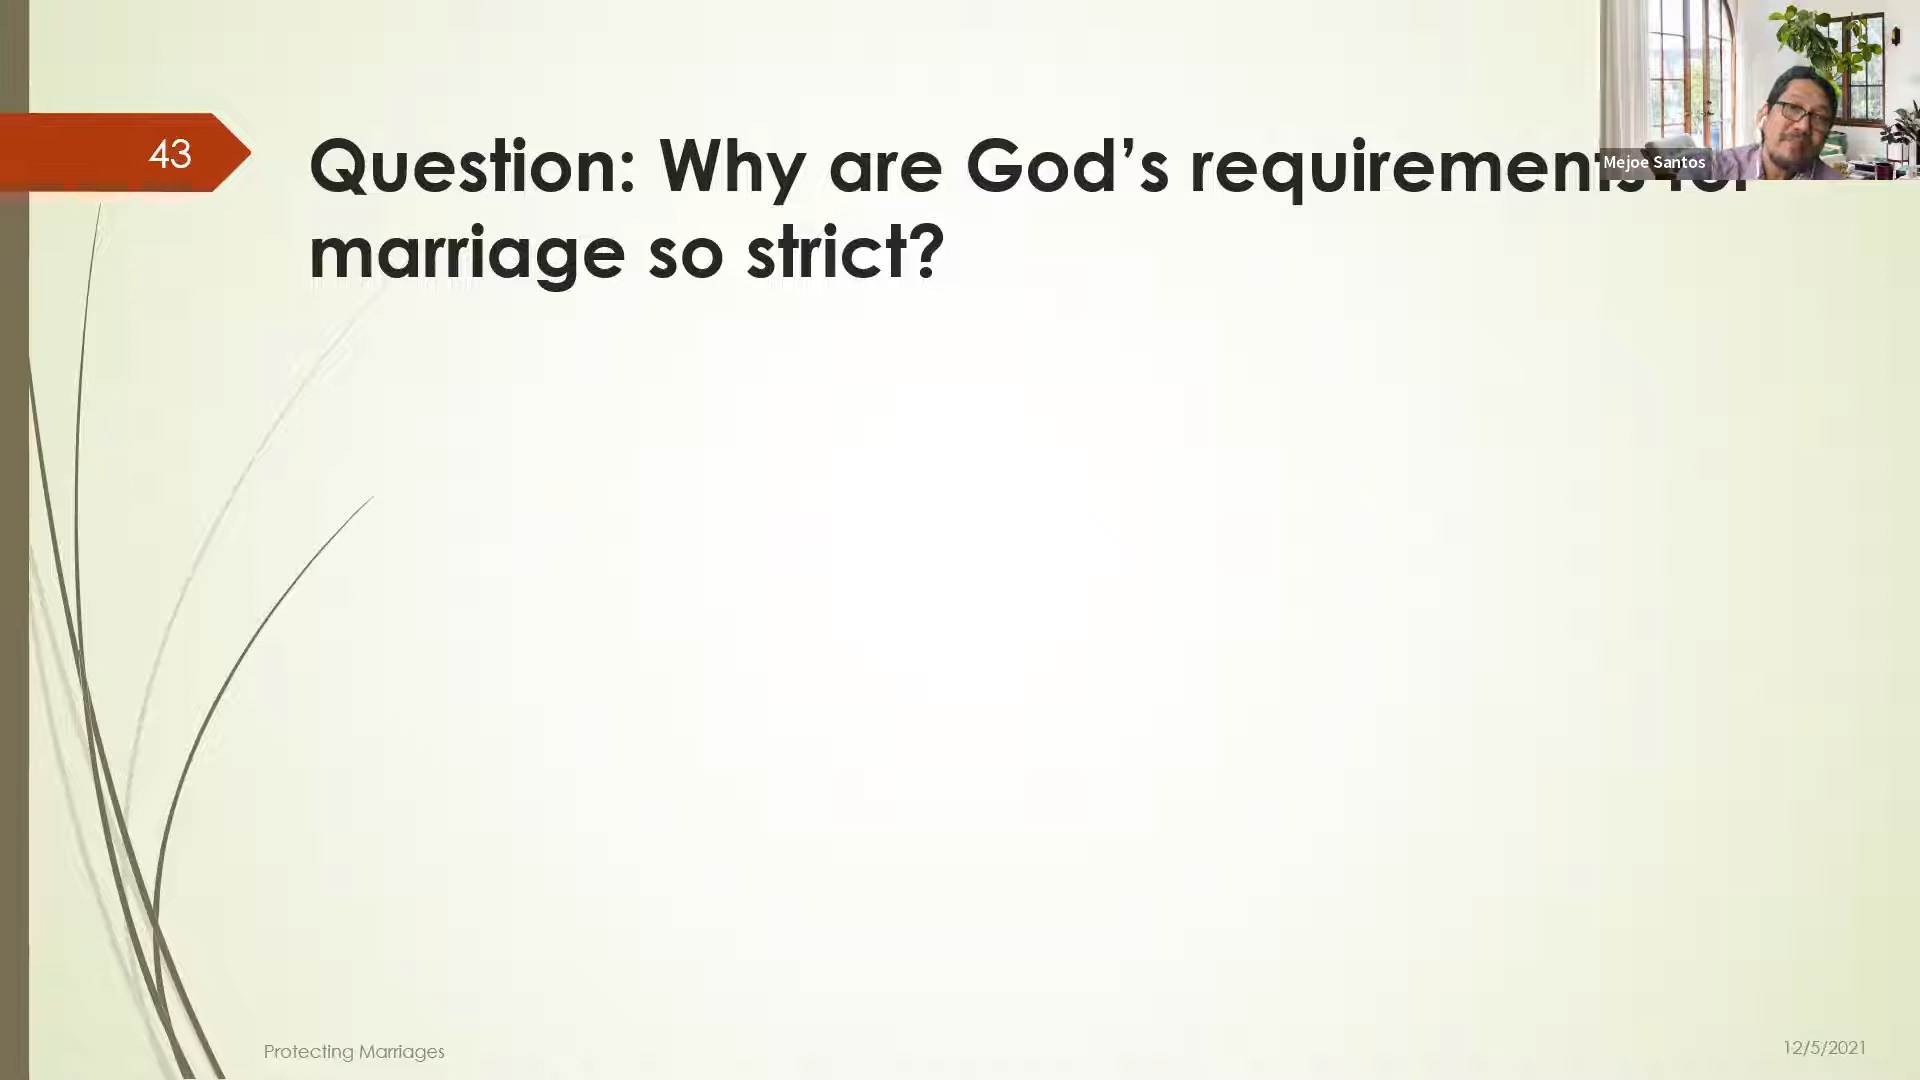 43
Question: Why are God’s requirements for
marriage so strict?
Mejoe Santos
Protecting Marriages
12/5/2021